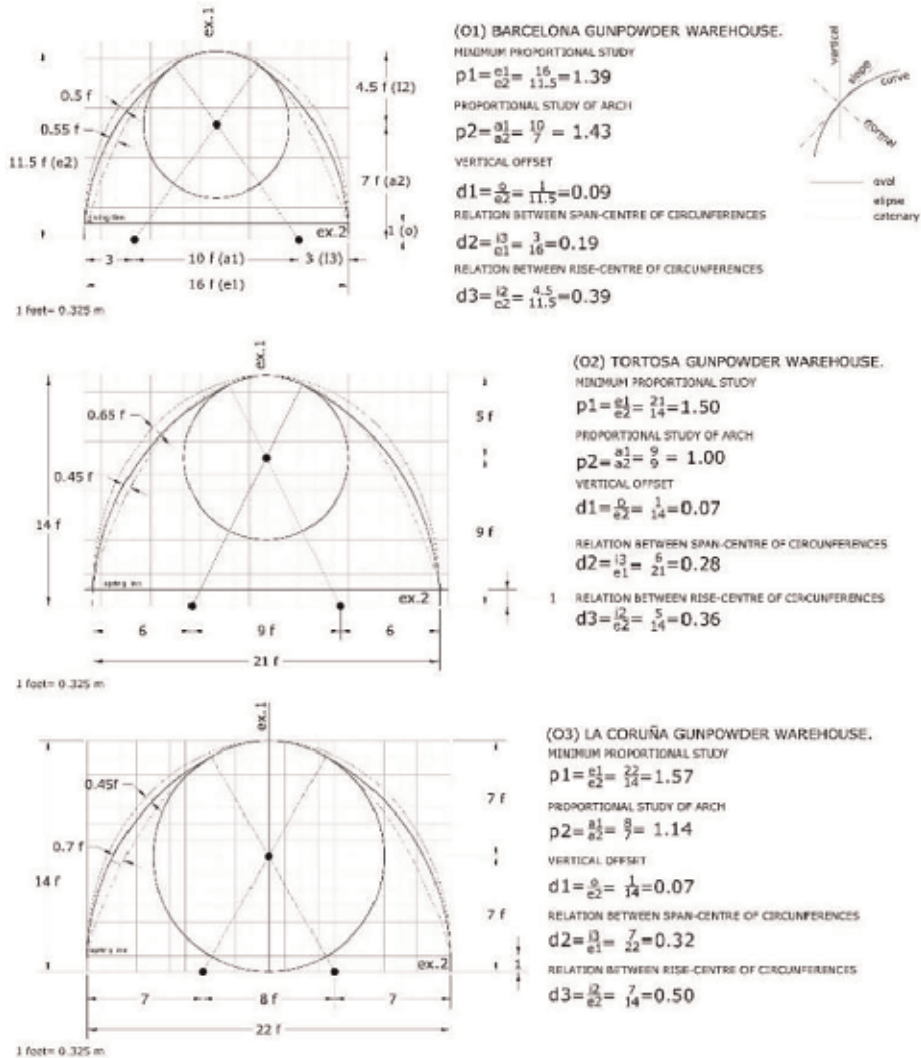 ex.1
0.5 f
0.55 f
11.5 f (e2)
4.5 f (I2)
7 f (a2)
1 (o)
ex.2
3
10 f (a1)
3 (I3)
16 f (e1)
1 feet= 0.325 m
(O1) BARCELONA GUNPOWDER WAREHOUSE.
MINIMUM PROPORTIONAL STUDY
p1=e1/e2= 16/11.5=1.39
PROPORTIONAL STUDY OF ARCH
p2=a1/a2= 10/7 = 1.43
VERTICAL OFFSET
d1=o/e2= 1/11.5=0.09
RELATION BETWEEN SPAN-CENTRE OF CIRCUNFERENCES
d2=i3/e1= 3/16=0.19
RELATION BETWEEN RISE-CENTRE OF CIRCUNFERENCES
d3=i2/e2= 4.5/11.5=0.39
vertical
slope
curve
normal
oval
elipse
catenary
ex.1
0.65 f
0.45 f
14 f
5 f
9 f
spring line
ex.2
1
6
9 f
6
21 f
1 feet= 0.325 m
(O2) TORTOSA GUNPOWDER WAREHOUSE.
MINIMUM PROPORTIONAL STUDY
p1=e1/e2= 21/14=1.50
PROPORTIONAL STUDY OF ARCH
p2=a1/a2= 9/9 = 1.00
VERTICAL OFFSET
d1=o/e2= 1/14=0.07
RELATION BETWEEN SPAN-CENTRE OF CIRCUNFERENCES
d2=i3/e1= 6/21=0.28
RELATION BETWEEN RISE-CENTRE OF CIRCUNFERENCES
d3=i2/e2= 5/14=0.36
ex.1
0.45f
0.7 f
14 f
7 f
7 f
spring line
ex.2
1
7
8 f
7
22 f
1 feet= 0.325 m
(O3) LA CORUÑA GUNPOWDER WAREHOUSE.
MINIMUM PROPORTIONAL STUDY
p1=e1/e2= 22/14=1.57
PROPORTIONAL STUDY OF ARCH
p2=a1/a2= 8/7 = 1.14
VERTICAL OFFSET
d1=o/e2= 1/14=0.07
RELATION BETWEEN SPAN-CENTRE OF CIRCUNFERENCES
d2=i3/e1= 7/22=0.32
RELATION BETWEEN RISE-CENTRE OF CIRCUNFERENCES
d3=i2/e2= 7/14=0.50